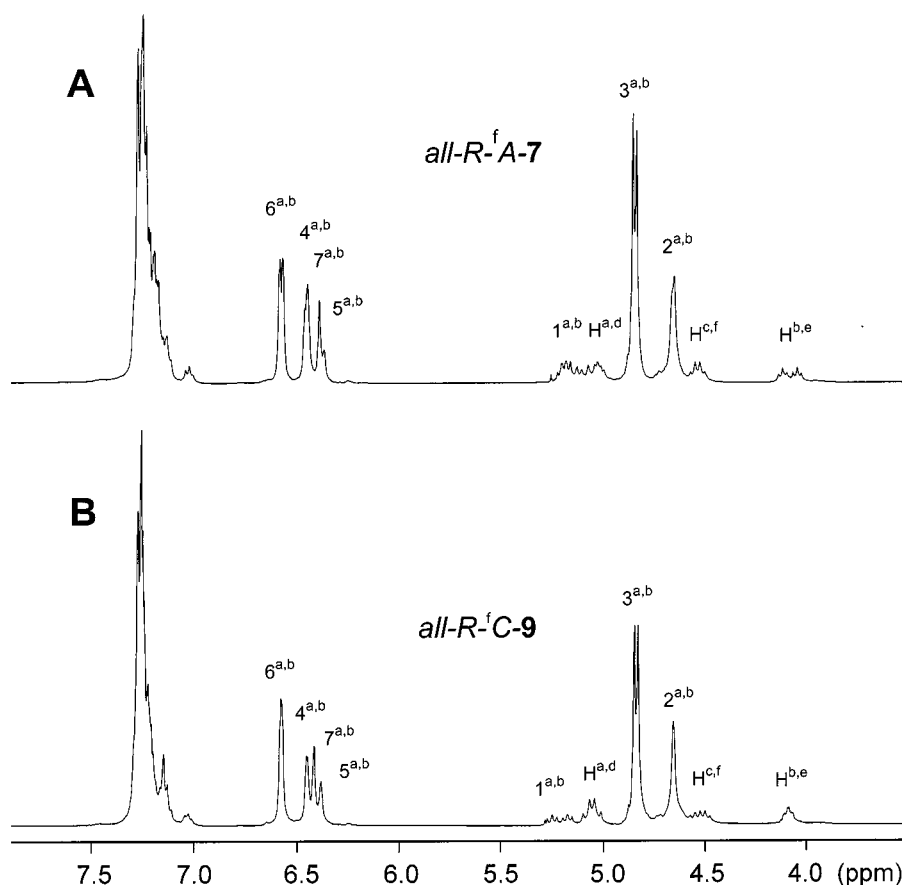 A
all-R-ᶠA-7
3ᵃ,ᵇ
6ᵃ,ᵇ
4ᵃ,ᵇ
7ᵃ,ᵇ
5ᵃ,ᵇ
2ᵃ,ᵇ
1ᵃ,ᵇ
Hᵃ,ᵈ
Hᶜ,ᶠ
Hᵇ,ᵉ
B
all-R-ᶠC-9
3ᵃ,ᵇ
6ᵃ,ᵇ
4ᵃ,ᵇ
7ᵃ,ᵇ
5ᵃ,ᵇ
2ᵃ,ᵇ
1ᵃ,ᵇ
Hᵃ,ᵈ
Hᶜ,ᶠ
Hᵇ,ᵉ
7.5 7.0 6.5 6.0 5.5 5.0 4.5 4.0 (ppm)